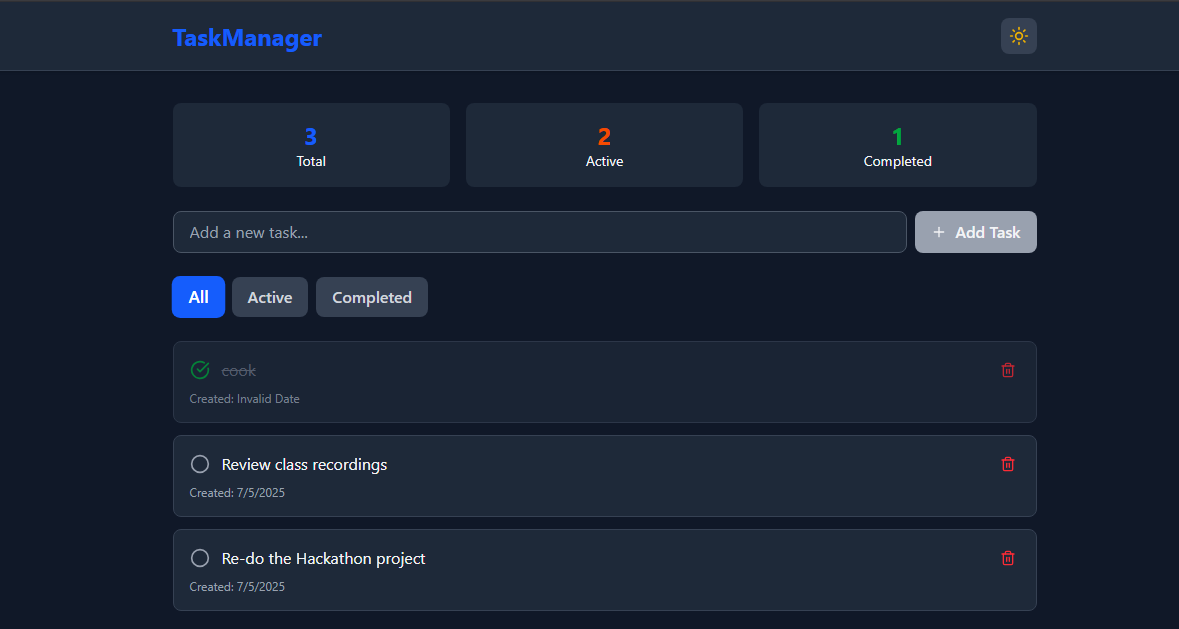 TaskManager
3
Total
2
Active
1
Completed
Add a new task...
+ Add Task
All
Active
Completed
cook
Created: Invalid Date
Review class recordings
Created: 7/5/2025
Re-do the Hackathon project
Created: 7/5/2025